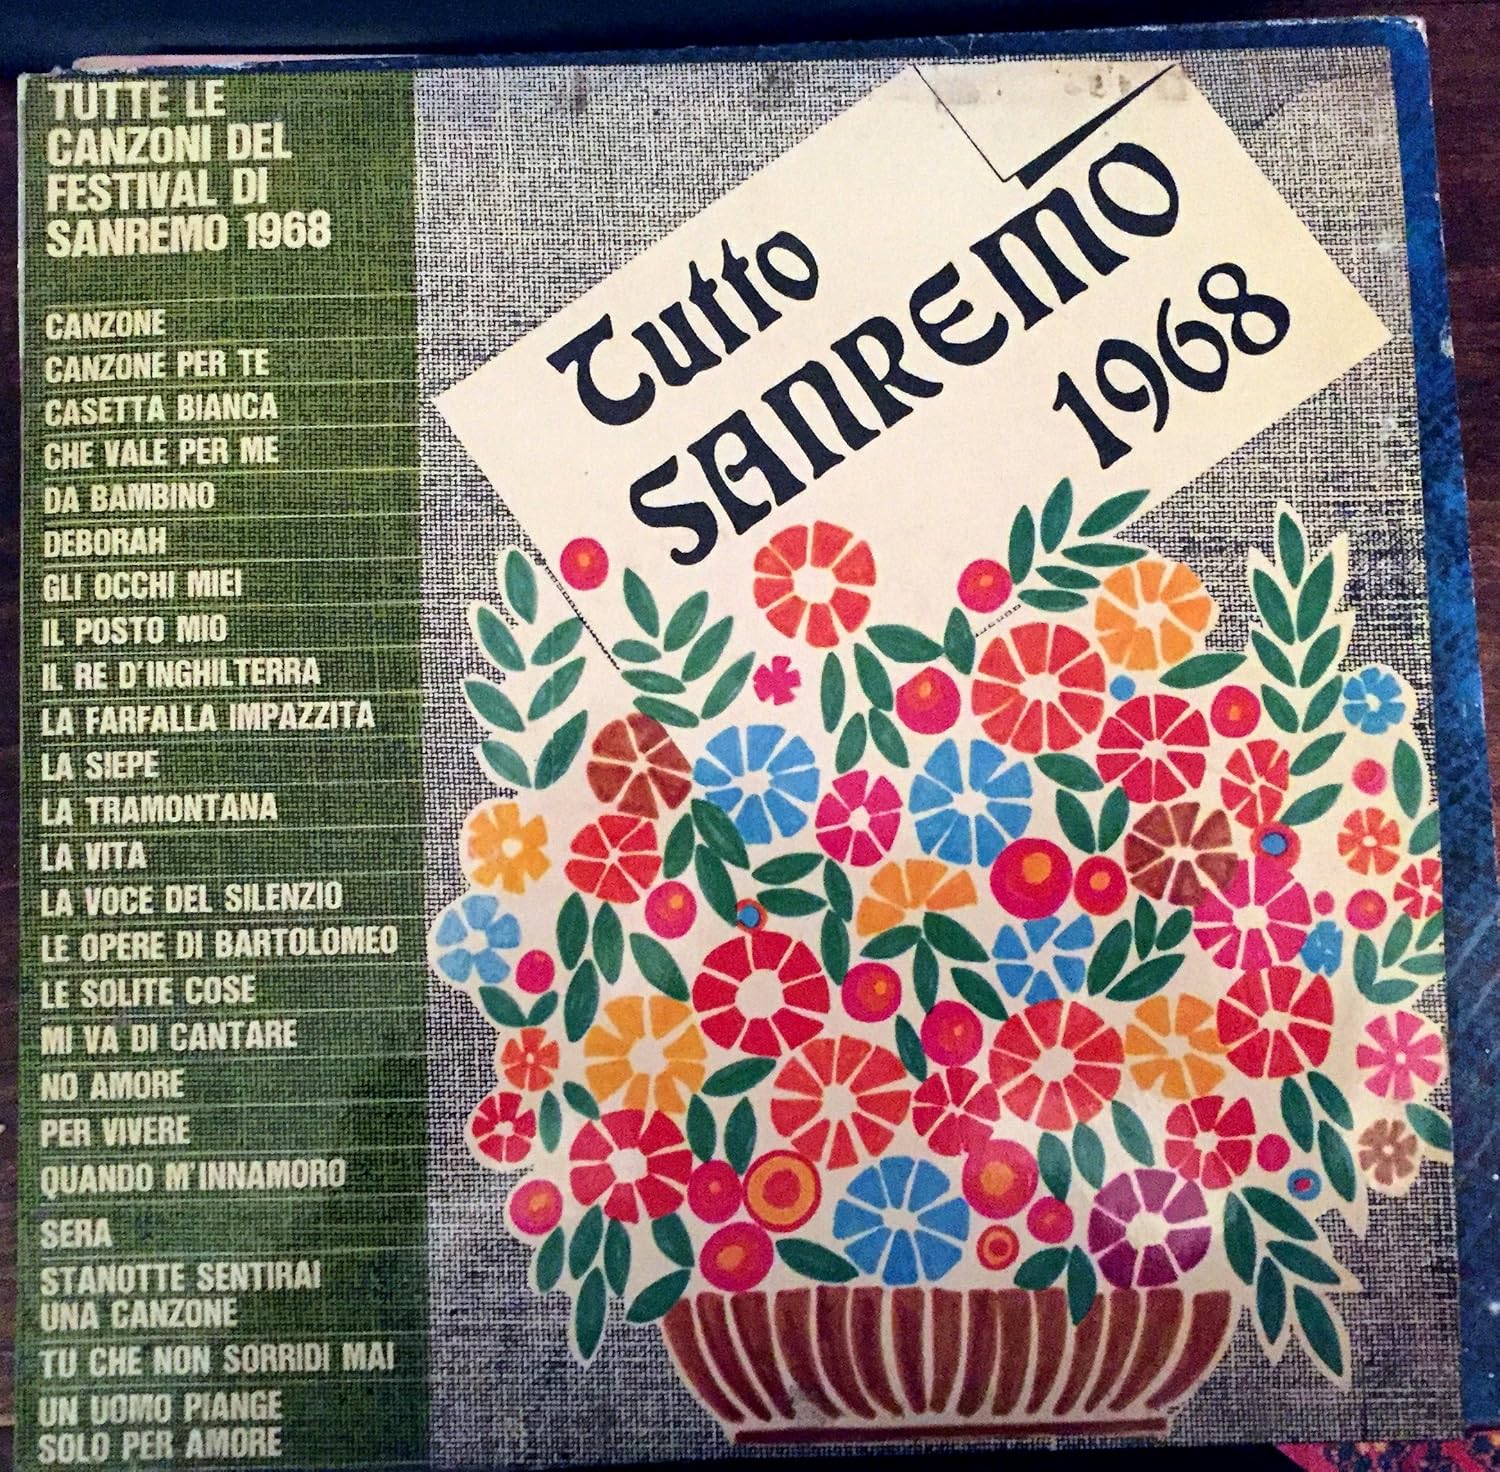 TUTTE LE
CANZONI DEL
FESTIVAL DI
SANREMO 1968
CANZONE
CANZONE PER TE
CASETTA BIANCA
CHE VALE PER ME
DA BAMBINO
DEBORAH
GLI OCCHI MIEI
IL POSTO MIO
IL RE D'INGHILTERRA
LA FARFALLA IMPAZZITA
LA SIEPE
LA TRAMONTANA
LA VITA
LA VOCE DEL SILENZIO
LE OPERE DI BARTOLOMEO
LE SOLITE COSE
MI VA DI CANTARE
NO AMORE
PER VIVERE
QUANDO M'INNAMORO
SERA
STANOTTE SENTIRAI
UNA CANZONE
TU CHE NON SORRIDI MAI
UN UOMO PIANGE
SOLO PER AMORE
Tutto
SANREMO
1968